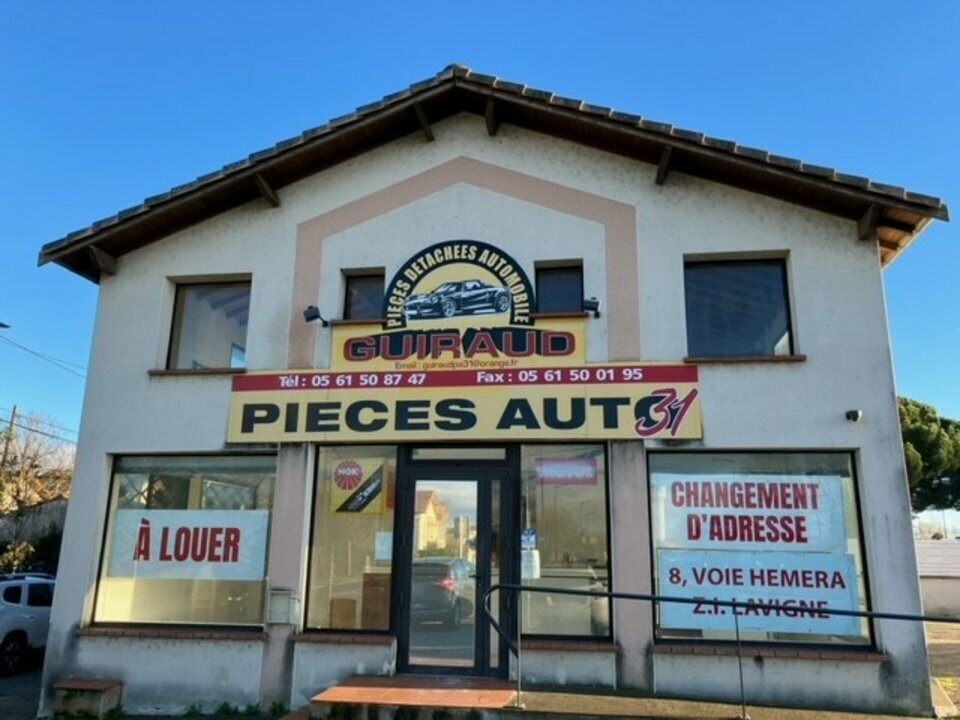 PIECES DETACHEES AUTOMOBILE
GUIRAUD
Email : guiraudpa31@orange.fr
Tél : 05 61 50 87 47 Fax : 05 61 50 01 95
PIECES AUTO 31
NGK
À LOUER
CHANGEMENT
D'ADRESSE
8, VOIE HEMERA
Z.I. LAVIGNE